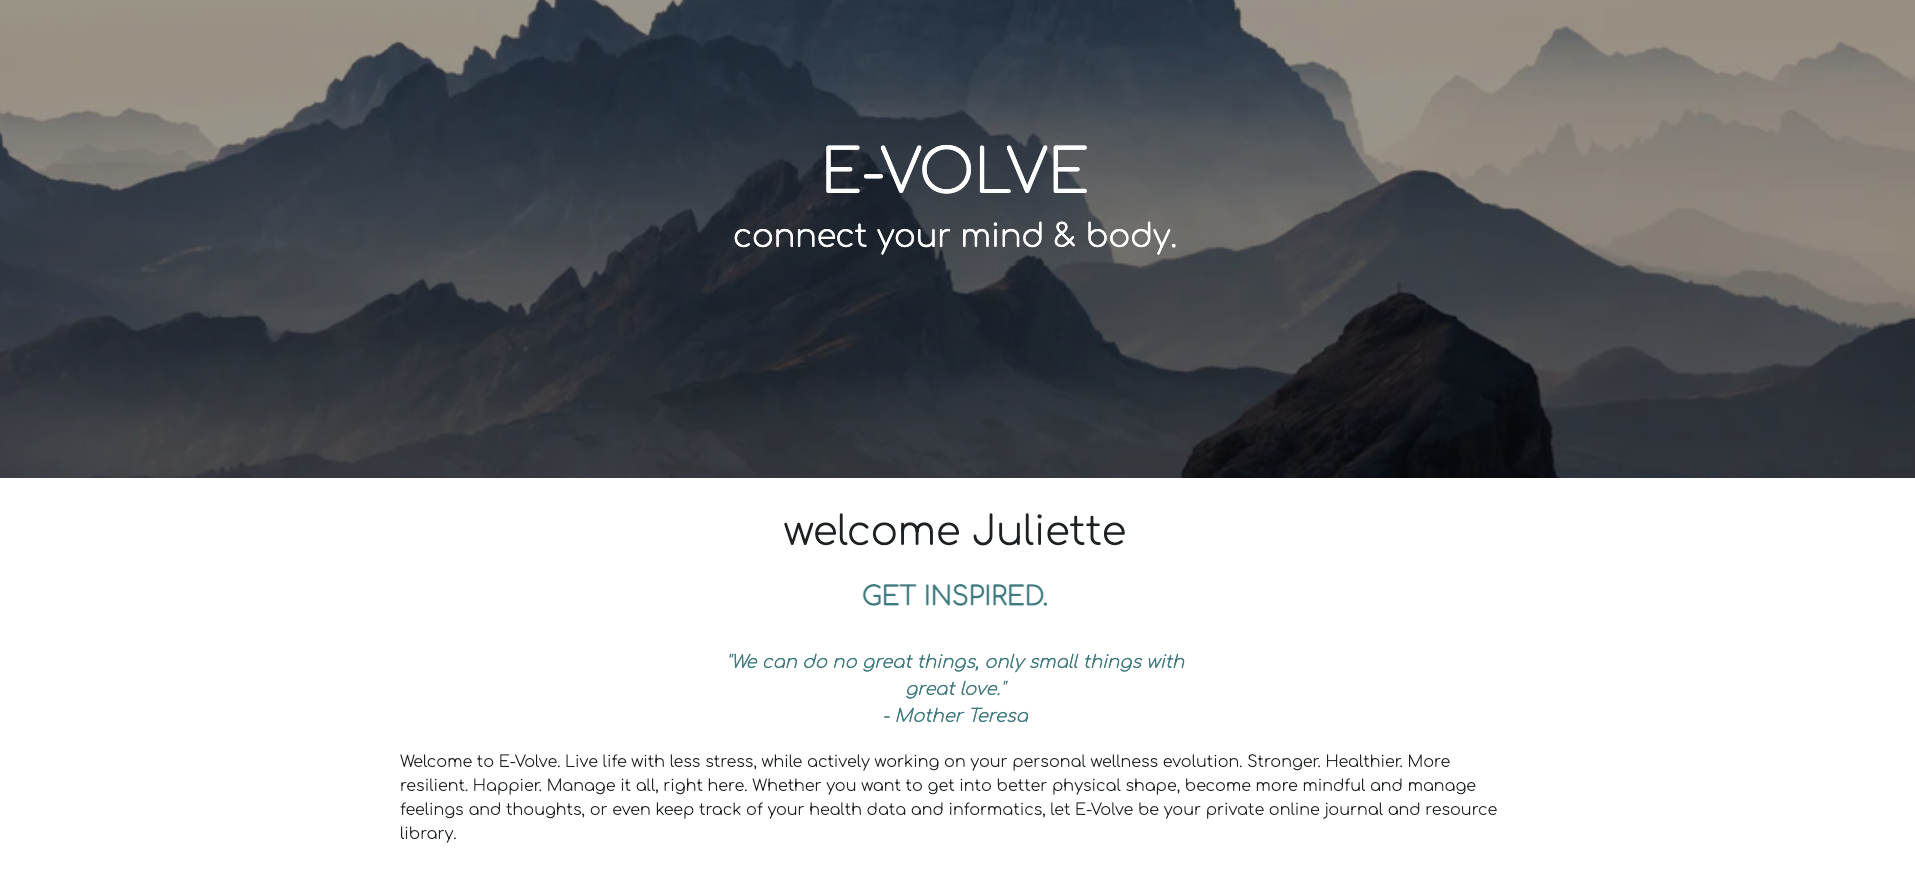 E-VOLVE
connect your mind & body.
welcome Juliette
GET INSPIRED.
"We can do no great things, only small things with
great love."
- Mother Teresa
Welcome to E-Volve. Live life with less stress, while actively working on your personal wellness evolution. Stronger. Healthier. More
resilient. Happier. Manage it all, right here. Whether you want to get into better physical shape, become more mindful and manage
feelings and thoughts, or even keep track of your health data and informatics, let E-Volve be your private online journal and resource
library.